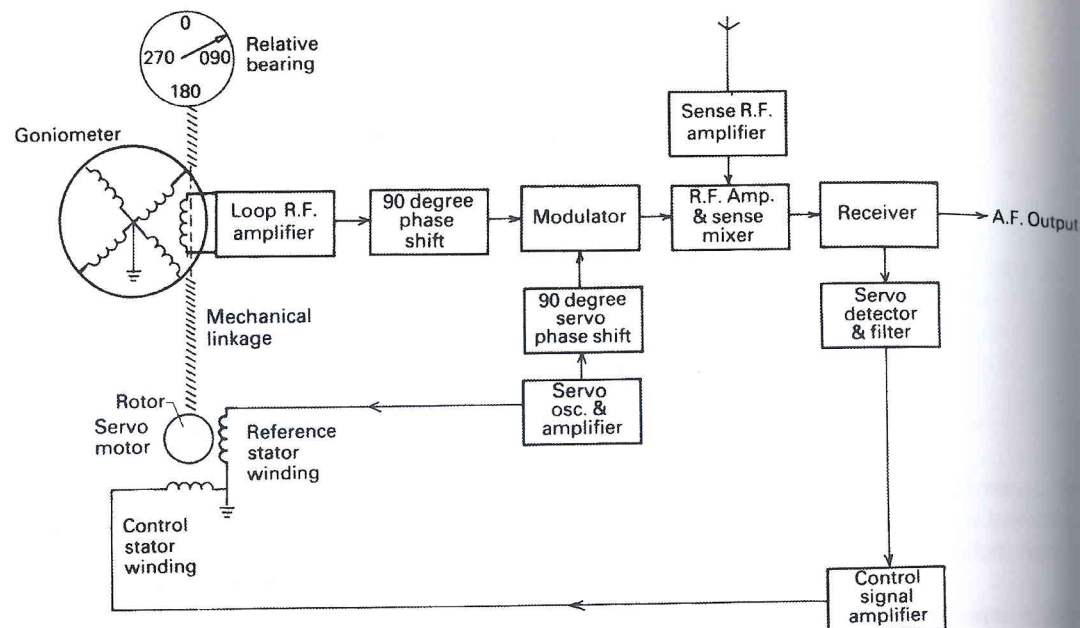 0
270
090
180
Relative
bearing
Goniometer
Loop R.F.
amplifier
90 degree
phase
shift
Modulator
Sense R.F.
amplifier
R.F. Amp.
& sense
mixer
Receiver
A.F. Output
Mechanical
linkage
90 degree
servo
phase shift
Servo
detector
& filter
Rotor
Servo
motor
Reference
stator
winding
Servo
osc. &
amplifier
Control
stator
winding
Control
signal
amplifier